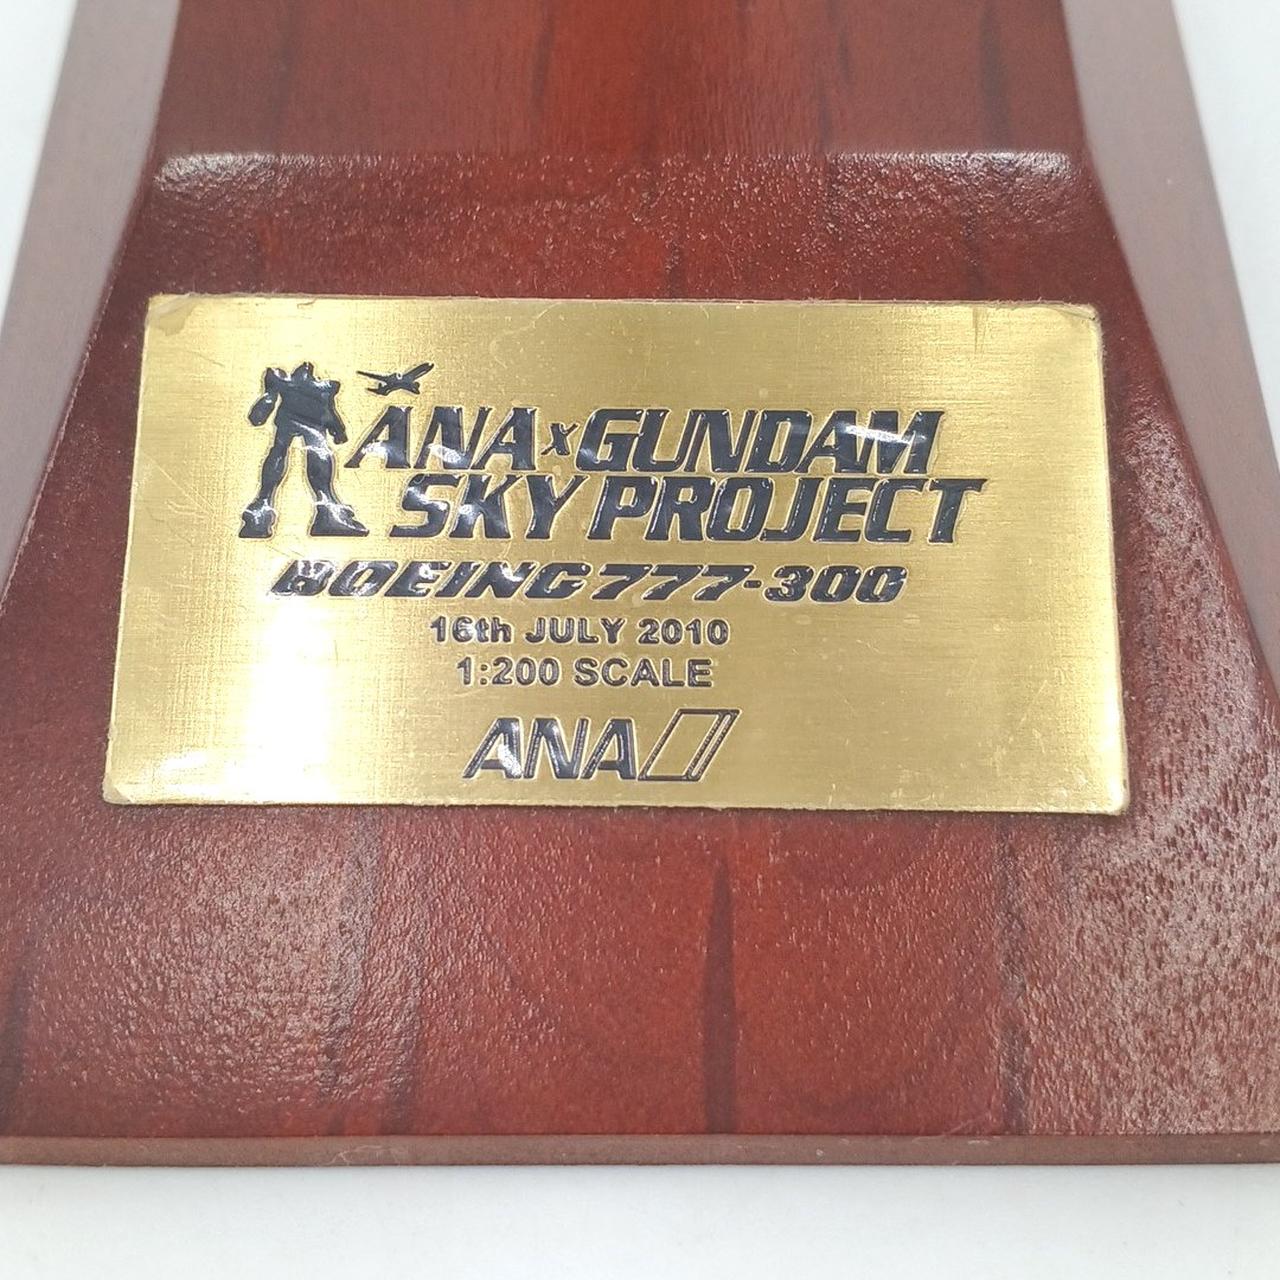 ANA×GUNDAM
SKY PROJECT
BOEING 777-300
16th JULY 2010
1:200 SCALE
ANA